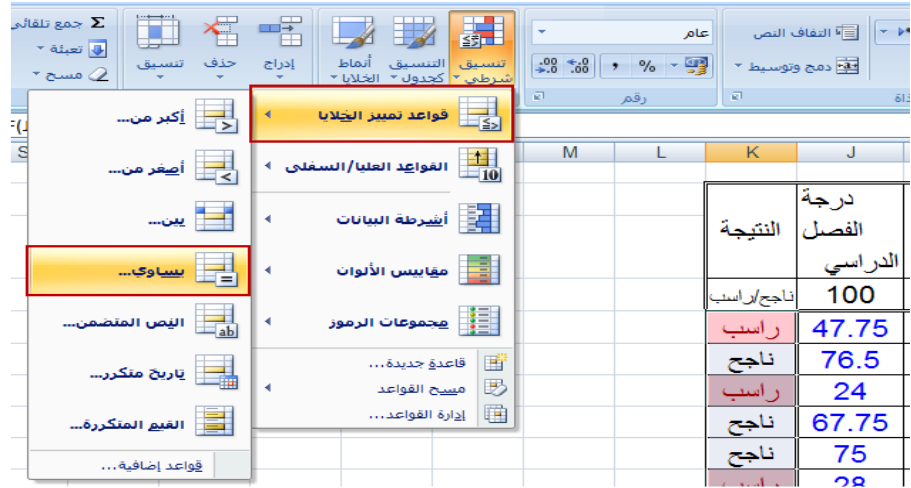 التفاف النص
دمج وتوسيط
عام
%
رقم
تنسيق شرطي
التنسيق كجدول
أنماط الخلايا
إدراج
حذف
تنسيق
Σ جمع تلقائي
تعبئة
مسح
قواعد تمييز الخلايا
القواعد العليا/السفلى
أشرطة البيانات
مقاييس الألوان
مجموعات الرموز
قاعدة جديدة...
مسح القواعد
إدارة القواعد...
أكبر من...
أصغر من...
بين...
يساوي...
النص المتضمن...
تاريخ متكرر...
القيم المتكررة...
قواعد إضافية...
J K L M
درجة
الفصل النتيجة
الدراسي
100 ناجح/راسب
47.75 راسب
76.5 ناجح
24 راسب
67.75 ناجح
75 ناجح
28 راسب